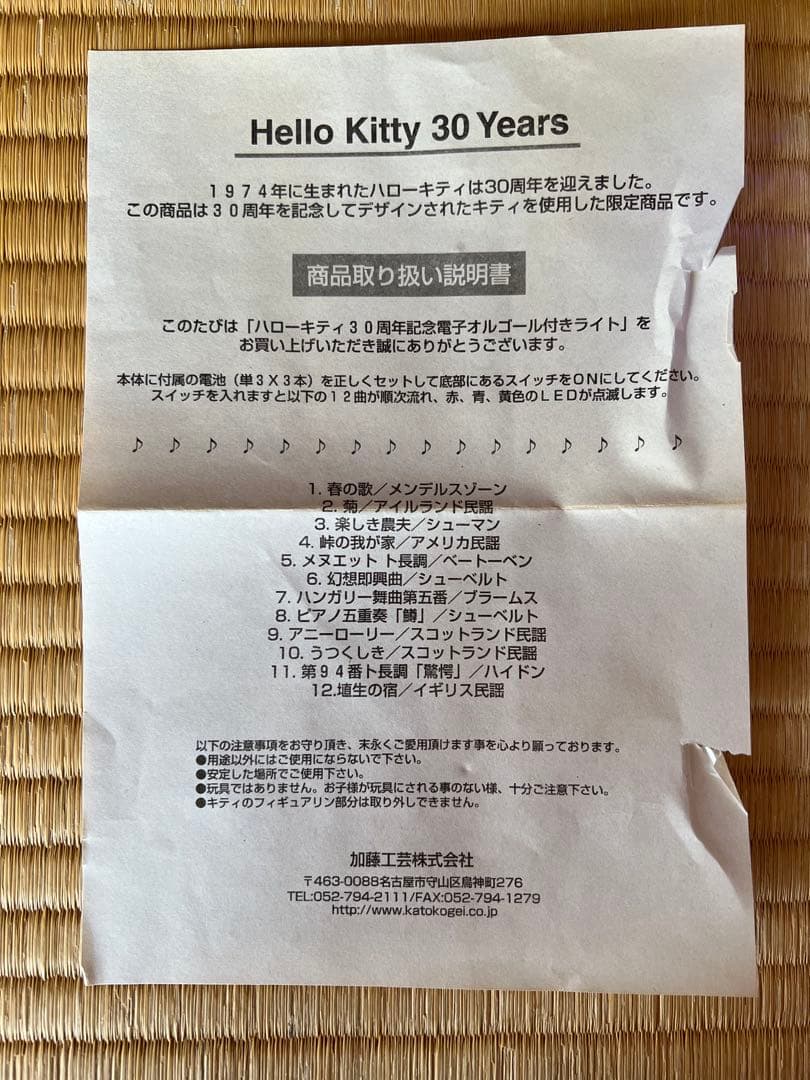 Hello Kitty 30 Years
1974年に生まれたハローキティは30周年を迎えました。
この商品は30周年を記念してデザインされたキティを使用した限定商品です。
商品取り扱い説明書
このたびは「ハローキティ30周年記念電子オルゴール付きライト」を
お買い上げいただき誠にありがとうございます。
本体に付属の電池（単3X3本）を正しくセットして底部にあるスイッチをONにしてください。
スイッチを入れますと以下の12曲が順次流れ、赤、青、黄色のLEDが点滅します。
♪ ♪ ♪ ♪ ♪ ♪ ♪ ♪ ♪ ♪ ♪ ♪ ♪ ♪ ♪ ♪
1. 春の歌／メンデルスゾーン
2. 菊／アイルランド民謡
3. 楽しき農夫／シューマン
4. 峠の我が家／アメリカ民謡
5. メヌエット ト長調／ベートーベン
6. 幻想即興曲／シューベルト
7. ハンガリー舞曲第五番／ブラームス
8. ピアノ五重奏「鱒」／シューベルト
9. アニーローリー／スコットランド民謡
10. うつくしき／スコットランド民謡
11. 第94番ト長調「驚愕」／ハイドン
12.埴生の宿／イギリス民謡
以下の注意事項をお守り頂き、末永くご愛用頂けます事を心より願っております。
●用途以外にはご使用にならないで下さい。
●安定した場所でご使用下さい。
●玩具ではありません。お子様が玩具にされる事のない様、十分ご注意下さい。
●キティのフィギュアリン部分は取り外しできません。
加藤工芸株式会社
〒463-0088名古屋市守山区鳥神町276
TEL:052-794-2111/FAX:052-794-1279
http://www.katokogei.co.jp